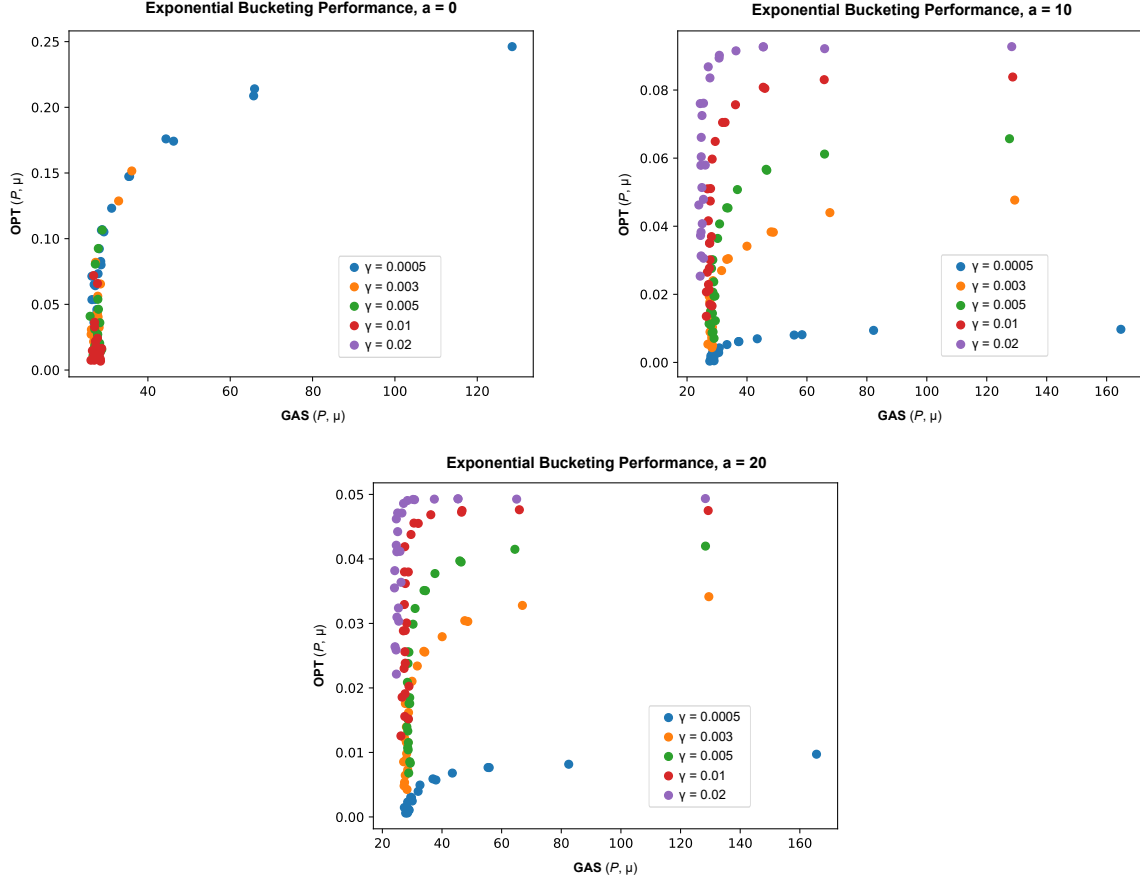 Exponential Bucketing Performance, a = 0
OPT (P, μ)
0.25
0.20
0.15
0.10
0.05
0.00
40
60
80
100
120
GAS (P, μ)
γ = 0.0005
γ = 0.003
γ = 0.005
γ = 0.01
γ = 0.02
Exponential Bucketing Performance, a = 10
OPT (P, μ)
0.08
0.06
0.04
0.02
0.00
20
40
60
80
100
120
140
160
GAS (P, μ)
γ = 0.0005
γ = 0.003
γ = 0.005
γ = 0.01
γ = 0.02
Exponential Bucketing Performance, a = 20
OPT (P, μ)
0.05
0.04
0.03
0.02
0.01
0.00
20
40
60
80
100
120
140
160
GAS (P, μ)
γ = 0.0005
γ = 0.003
γ = 0.005
γ = 0.01
γ = 0.02